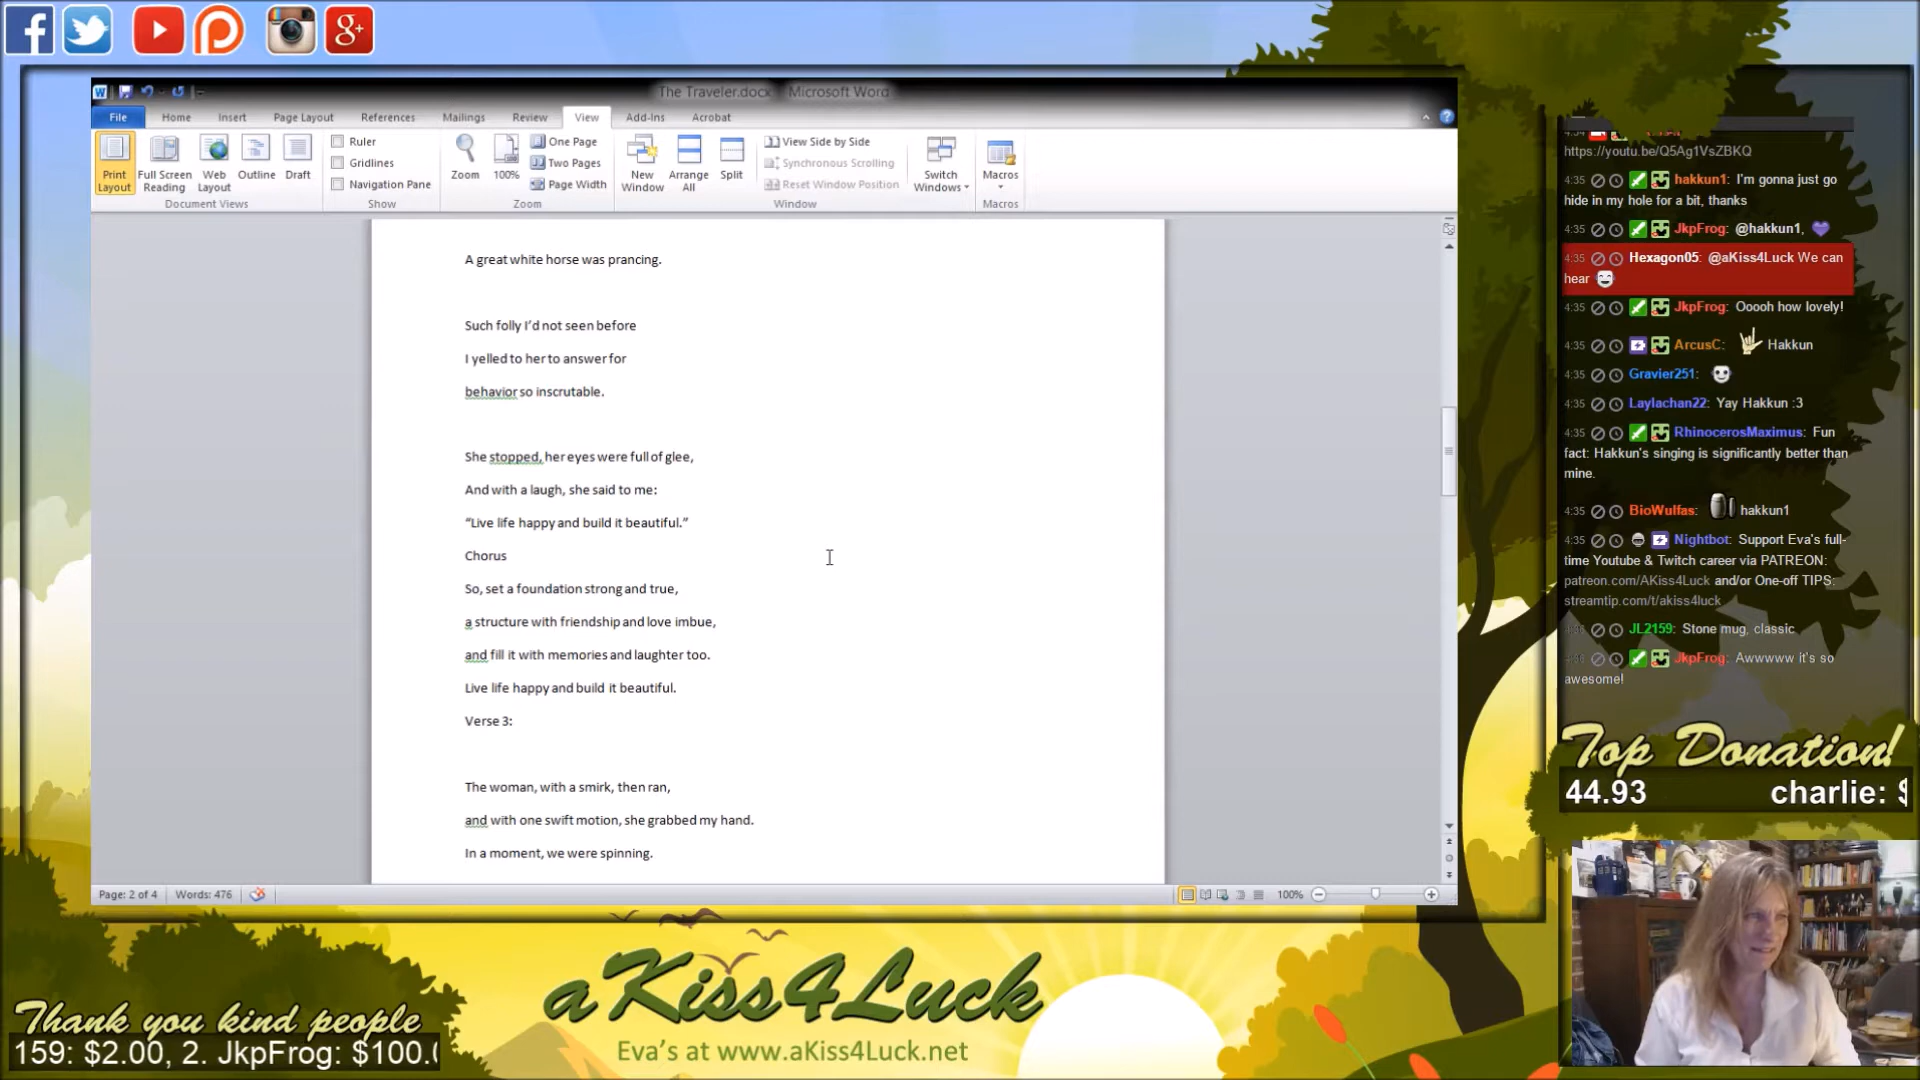 The Traveler.docx - Microsoft Word
File Home Insert Page Layout References Mailings Review View Add-Ins Acrobat
Print Layout
Full Screen Reading
Web Layout
Outline
Draft
Document Views
Ruler
Gridlines
Navigation Pane
Show
Zoom
100%
One Page
Two Pages
Page Width
Zoom
New Window
Arrange All
Split
View Side by Side
Synchronous Scrolling
Reset Window Position
Window
Switch Windows
Macros
Macros
A great white horse was prancing.
Such folly I'd not seen before
I yelled to her to answer for
behavior so inscrutable.
She stopped, her eyes were full of glee,
And with a laugh, she said to me:
“Live life happy and build it beautiful.”
Chorus
So, set a foundation strong and true,
a structure with friendship and love imbue,
and fill it with memories and laughter too.
Live life happy and build it beautiful.
Verse 3:
The woman, with a smirk, then ran,
and with one swift motion, she grabbed my hand.
In a moment, we were spinning.
Page: 2 of 4 Words: 476
100%
https://youtu.be/Q5Ag1VsZBKQ
4:35 hakkun1: I'm gonna just go
hide in my hole for a bit, thanks
4:35 JkpFrog: @hakkun1,
4:35 Hexagon05: @aKiss4Luck We can
hear
4:35 JkpFrog: Ooooh how lovely!
4:35 ArcusC: Hakkun
4:35 Gravier251:
4:35 Laylachan22: Yay Hakkun :3
4:35 RhinocerosMaximus: Fun
fact: Hakkun's singing is significantly better than
mine.
4:35 BioWulfas: hakkun1
4:35 Nightbot: Support Eva's full-
time Youtube & Twitch career via PATREON:
patreon.com/AKiss4Luck and/or One-off TIPS:
streamtip.com/t/akiss4luck
JL2159: Stone mug, classic
JkpFrog: Awwwww it's so
awesome!
Top Donation!
44.93 charlie: $
aKiss4Luck
Eva's at www.aKiss4Luck.net
Thank you kind people
159: $2.00, 2. JkpFrog: $100.